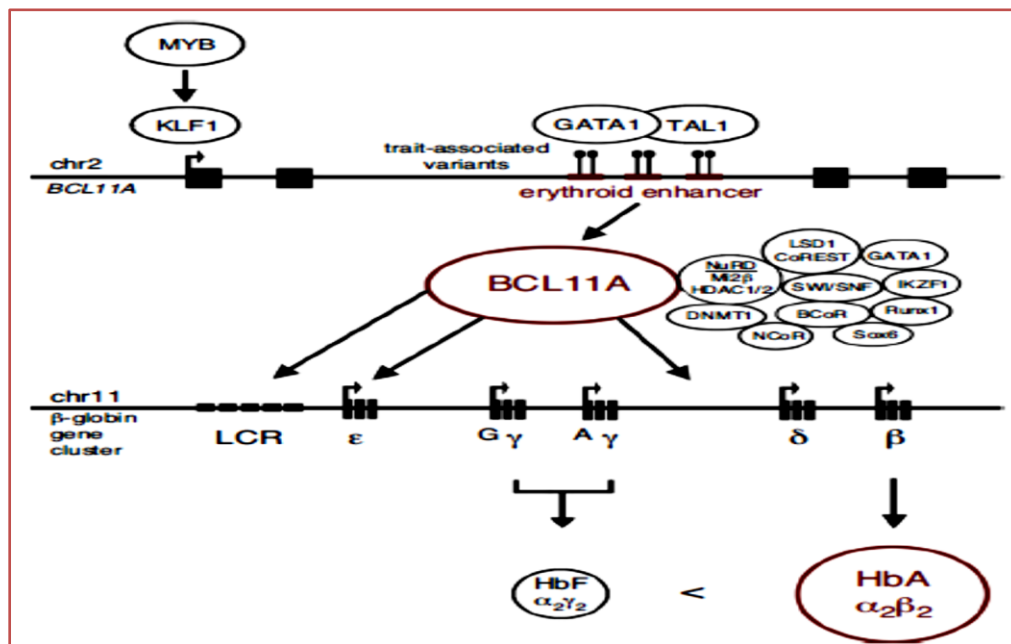 MYB
KLF1
GATA1 TAL1
trait-associated
variants
chr2
BCL11A
erythroid enhancer
BCL11A
NuRD
Mi2β
HDAC1/2
LSD1
CoREST
GATA1
SWI/SNF
IKZF1
DNMT1
BCoR
Runx1
NCoR
Sox6
chr11
β-globin
gene
cluster
LCR
ε
G γ
A γ
δ
β
HbF
α2γ2
<
HbA
α2β2